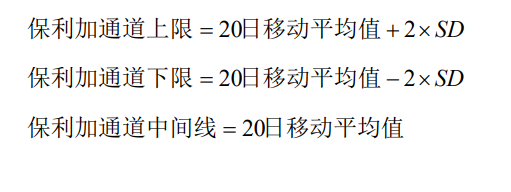 保利加通道上限 = 20日移动平均值 + 2×SD
保利加通道下限 = 20日移动平均值 − 2×SD
保利加通道中间线 = 20日移动平均值